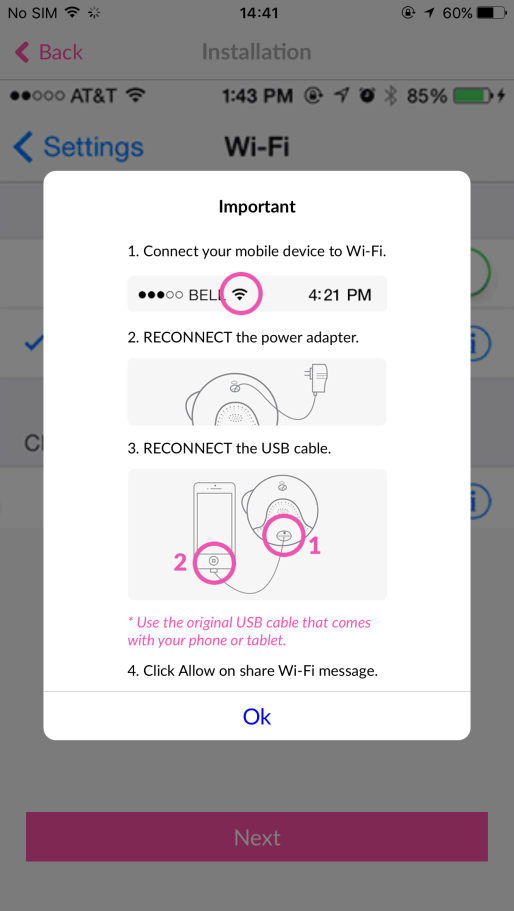 No SIM 14:41 60%
Back Installation
AT&T 1:43 PM 85%
Settings Wi-Fi
Important
1. Connect your mobile device to Wi-Fi.
BELL 4:21 PM
2. RECONNECT the power adapter.
3. RECONNECT the USB cable.
1
2
* Use the original USB cable that comes
with your phone or tablet.
4. Click Allow on share Wi-Fi message.
Ok
Next